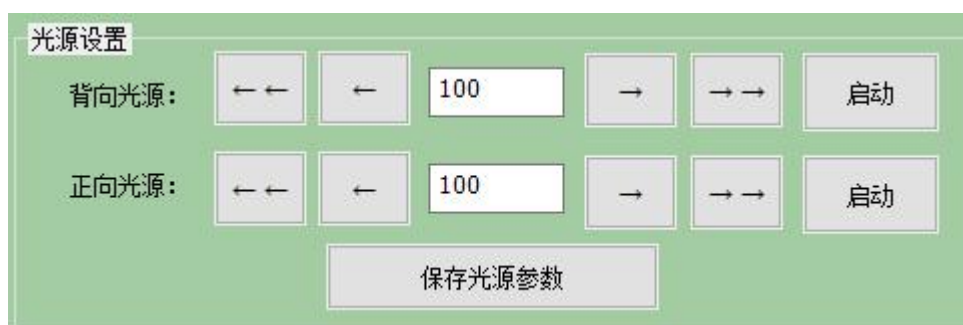 光源设置
背向光源： ←← ← 100 → →→ 启动
正向光源： ←← ← 100 → →→ 启动
保存光源参数